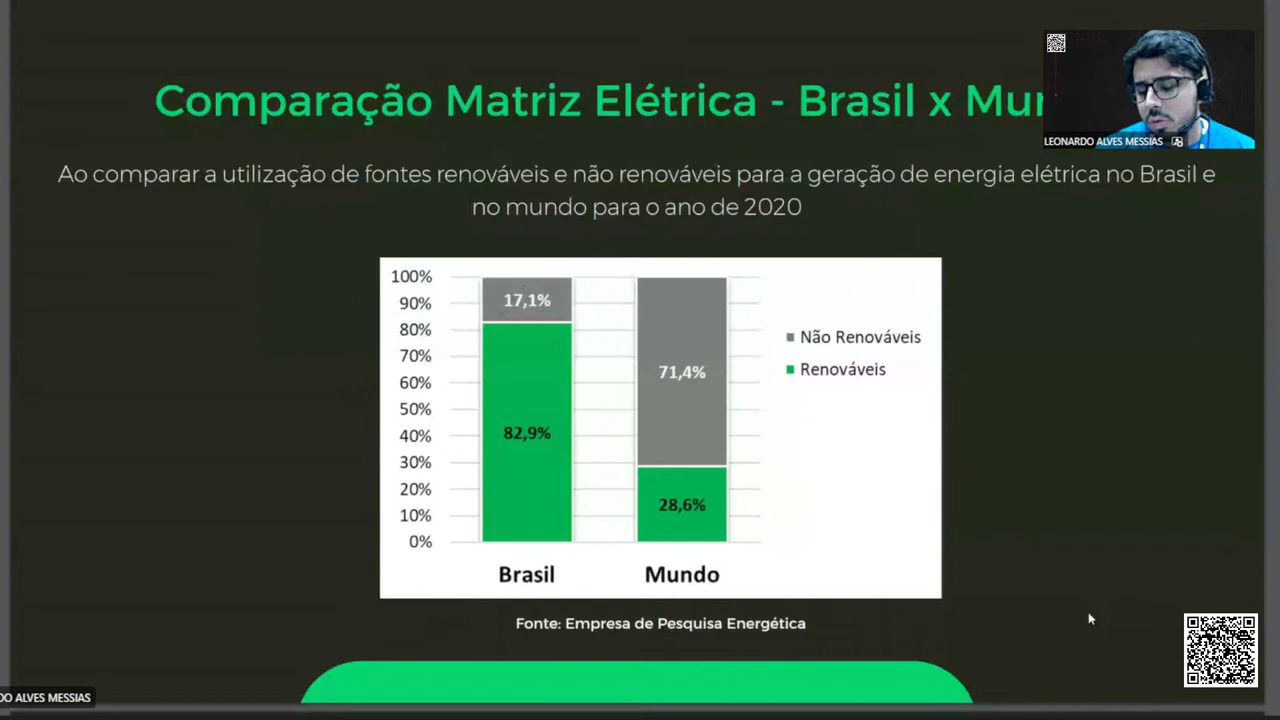 Comparação Matriz Elétrica - Brasil x Mu
LEONARDO ALVES MESSIAS
Ao comparar a utilização de fontes renováveis e não renováveis para a geração de energia elétrica no Brasil e
no mundo para o ano de 2020
100%
90%
80%
70%
60%
50%
40%
30%
20%
10%
0%
17,1%
82,9%
71,4%
28,6%
Não Renováveis
Renováveis
Brasil
Mundo
Fonte: Empresa de Pesquisa Energética
DO ALVES MESSIAS